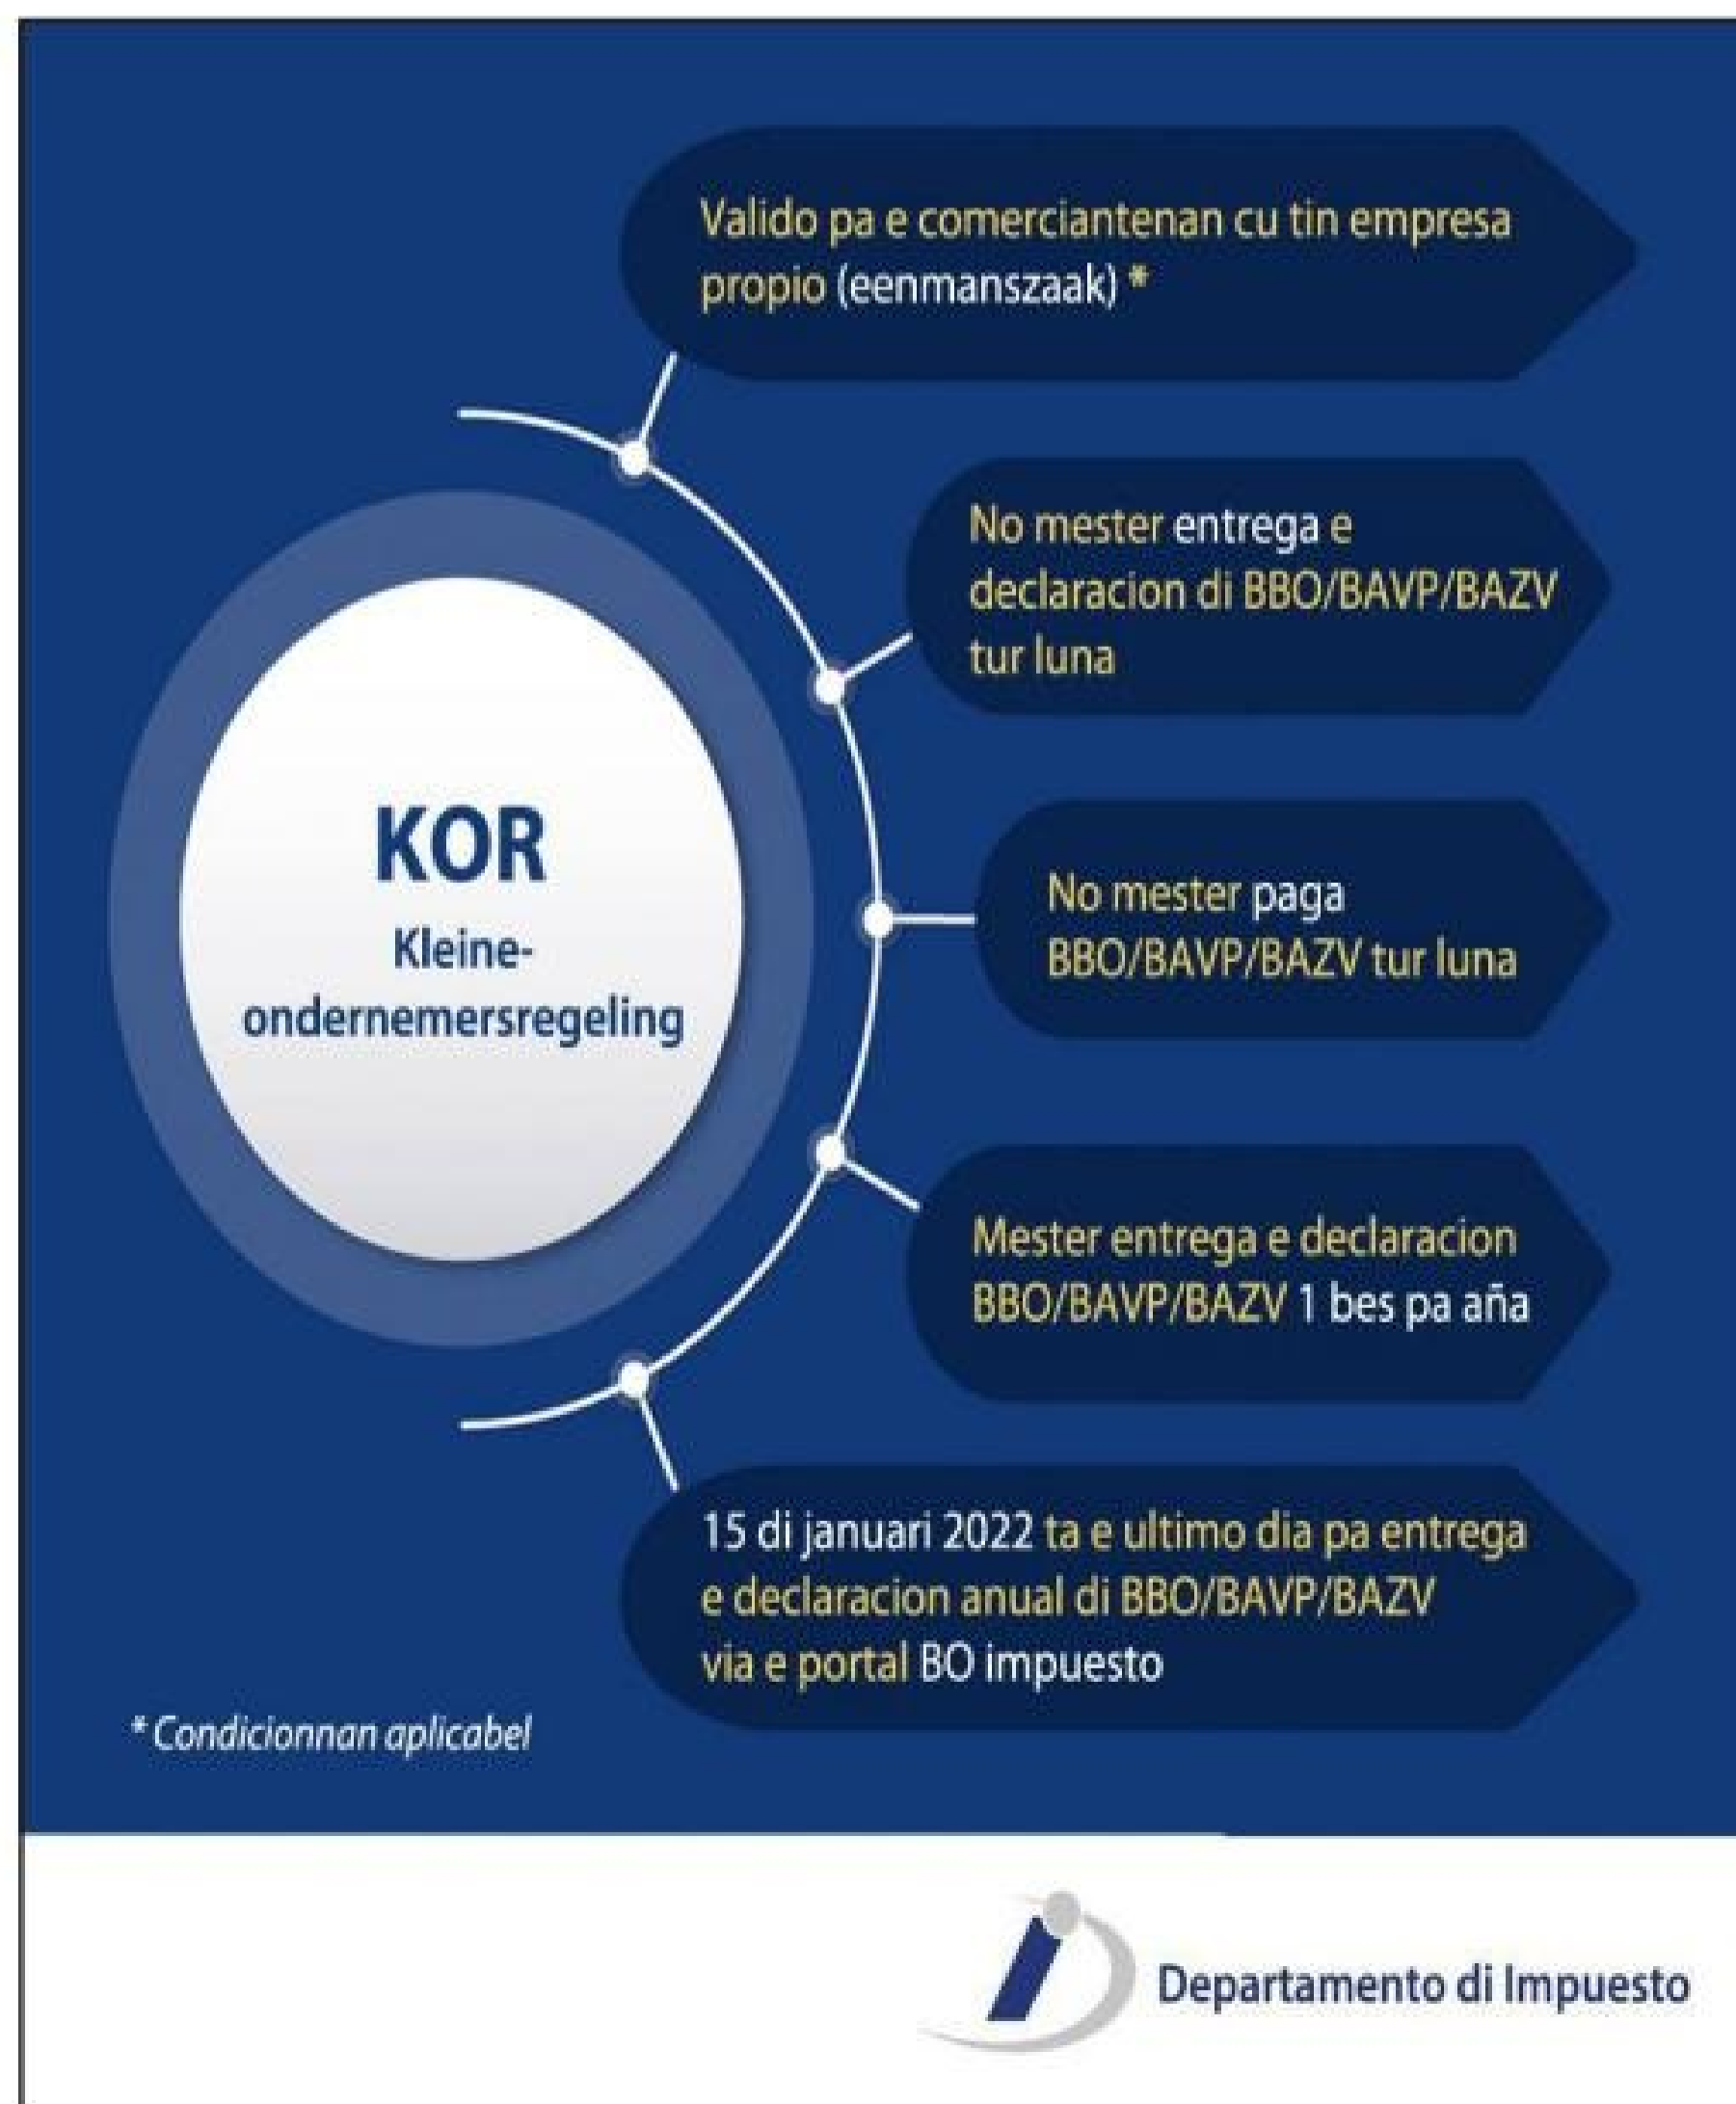 Valido pa e comerciantenan cu tin empresa
propio (eenmanszaak) *
No mester entrega e
declaracion di BBO/BAVP/BAZV
tur luna
KOR
Kleine-
ondernemersregeling
No mester paga
BBO/BAVP/BAZV tur luna
Mester entrega e declaracion
BBO/BAVP/BAZV 1 bes pa aña
15 di januari 2022 ta e ultimo dia pa entrega
e declaracion anual di BBO/BAVP/BAZV
via e portal BO impuesto
* Condicionnan aplicabel
Departamento di Impuesto